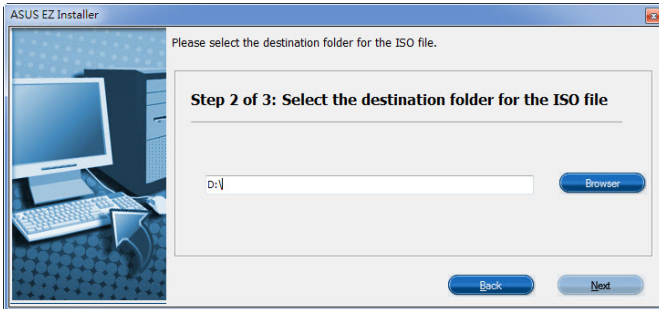 ASUS EZ Installer
Please select the destination folder for the ISO file.
Step 2 of 3: Select the destination folder for the ISO file
D:\
Browser
Back
Next